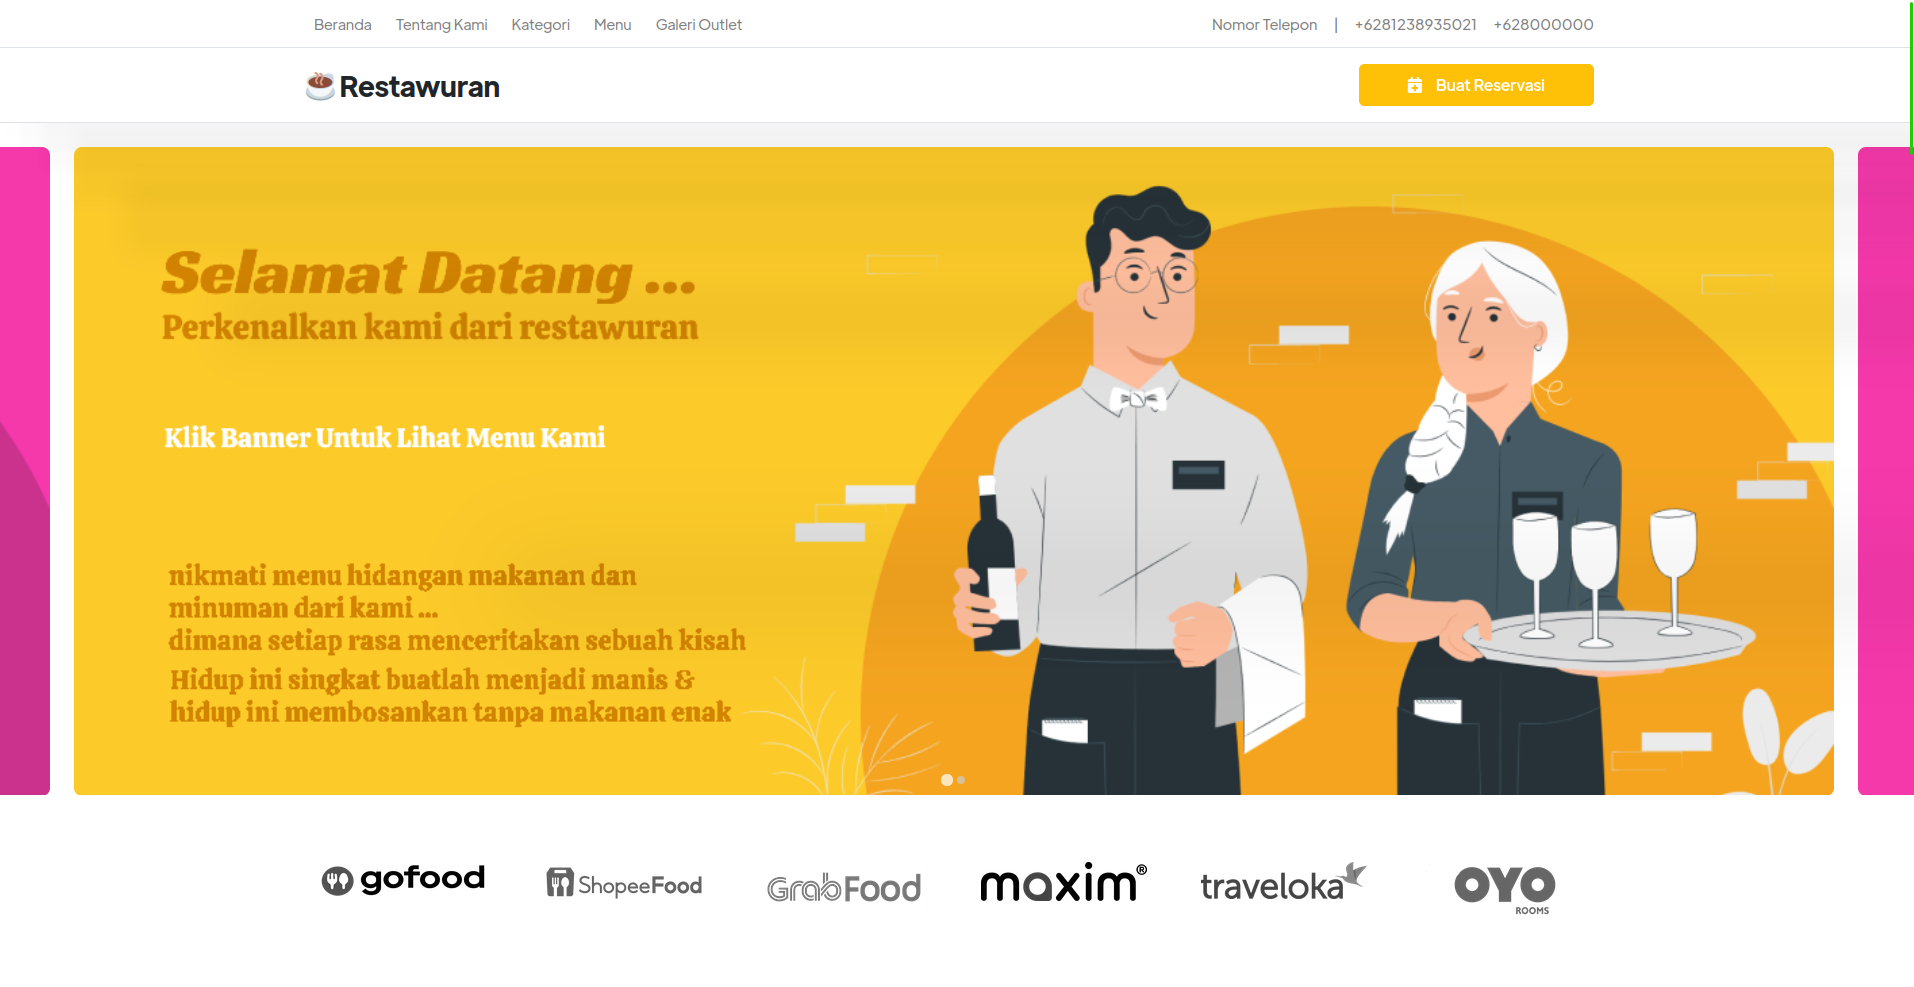 Beranda Tentang Kami Kategori Menu Galeri Outlet Nomor Telepon | +6281238935021 +628000000
Restawuran Buat Reservasi
Selamat Datang ...
Perkenalkan kami dari restawuran
Klik Banner Untuk Lihat Menu Kami
nikmati menu hidangan makanan dan
minuman dari kami ...
dimana setiap rasa menceritakan sebuah kisah
Hidup ini singkat buatlah menjadi manis &
hidup ini membosankan tanpa makanan enak
gofood ShopeeFood GrabFood maxim® traveloka OYO
ROOMS